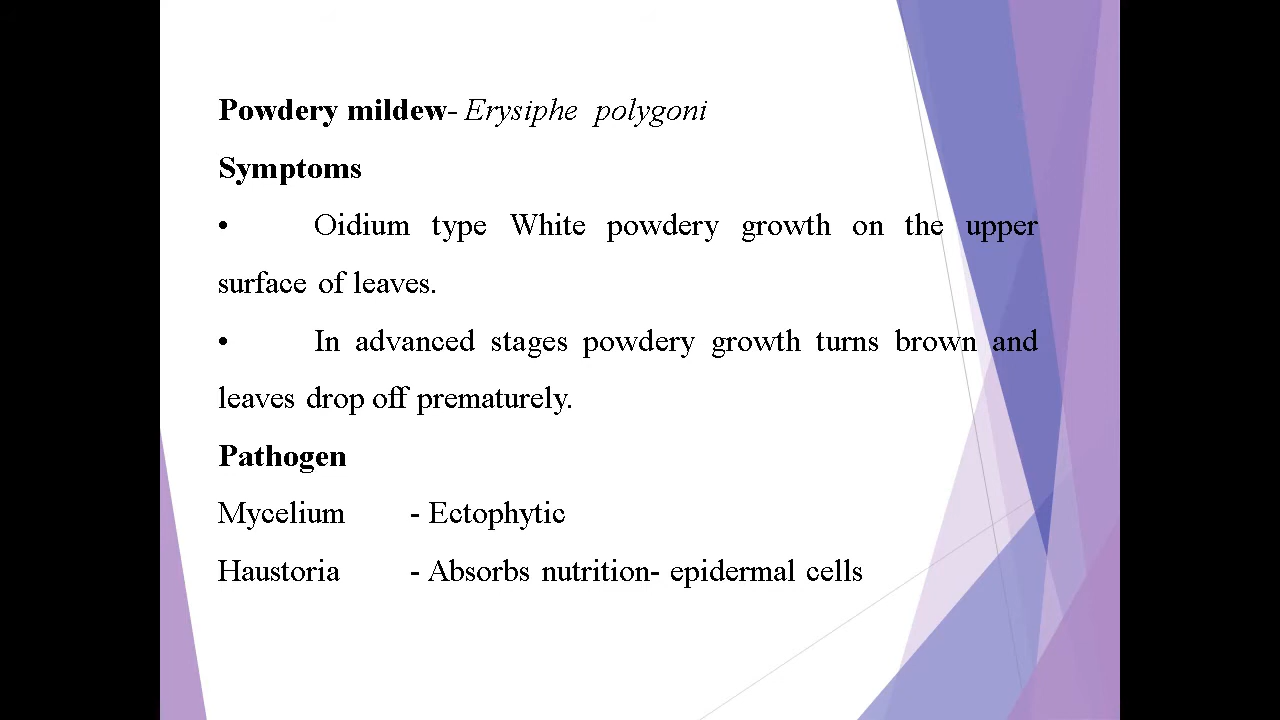 Powdery mildew- Erysiphe polygoni
Symptoms
• Oidium type White powdery growth on the upper
surface of leaves.
• In advanced stages powdery growth turns brown and
leaves drop off prematurely.
Pathogen
Mycelium - Ectophytic
Haustoria - Absorbs nutrition- epidermal cells